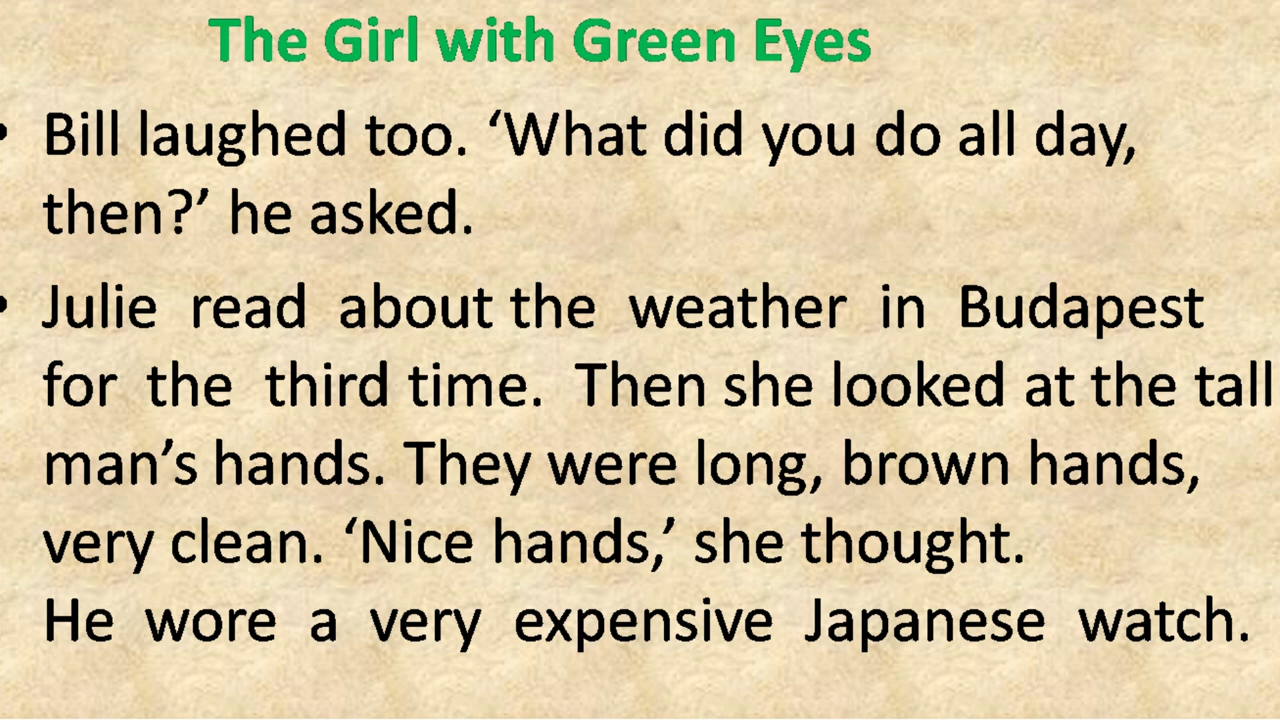 The Girl with Green Eyes
• Bill laughed too. ‘What did you do all day,
then?’ he asked.
• Julie read about the weather in Budapest
for the third time. Then she looked at the tall
man’s hands. They were long, brown hands,
very clean. ‘Nice hands,’ she thought.
He wore a very expensive Japanese watch.